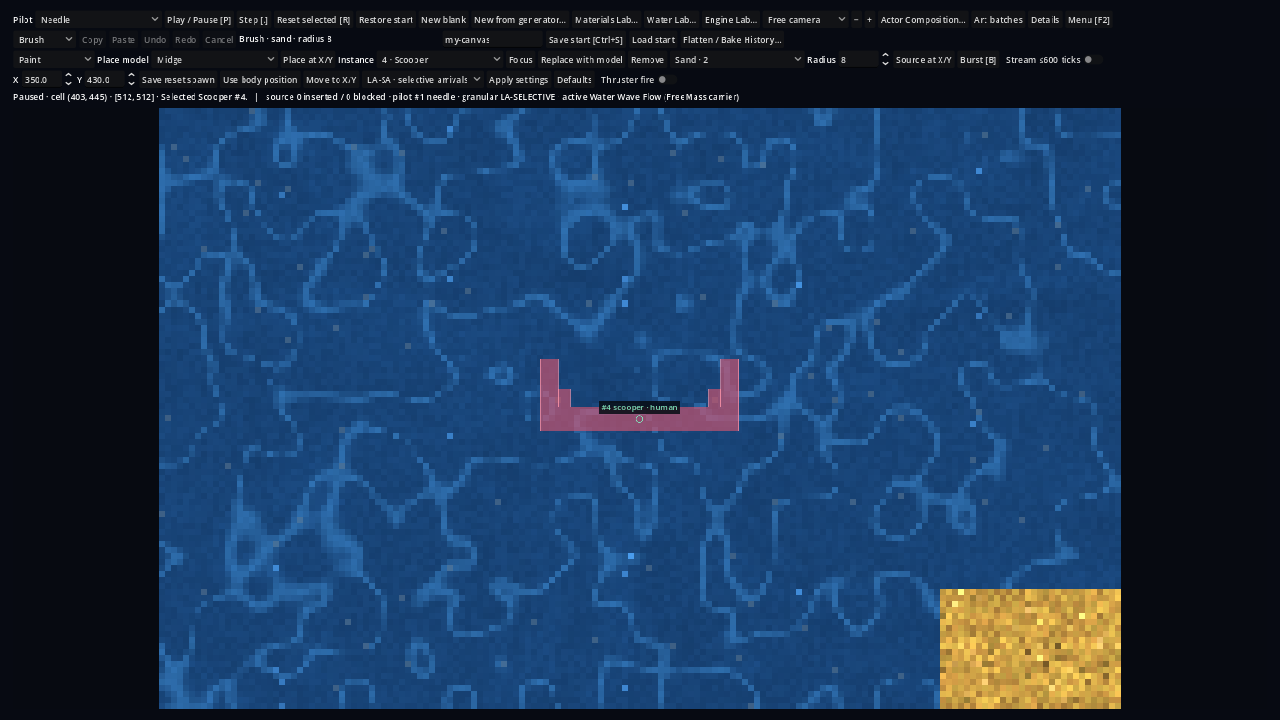 Pilot Needle Play / Pause [P] Step [.] Reset selected [R] Restore start New blank New from generator... Materials Lab... Water Lab... Engine Lab... Free camera − + Actor Composition... Art batches Details Menu [F2]
Brush Copy Paste Undo Redo Cancel Brush · sand · radius 8 my-canvas Save start [Ctrl+S] Load start Flatten / Bake History...
Paint Place model Midge Place at X/Y Instance 4 · Scooper Focus Replace with model Remove Sand · 2 Radius 8 Source at X/Y Burst [B] Stream ≤600 ticks
X 350.0 Y 430.0 Save resets pawn Use body position Move to X/Y LA-SA · selective arrivals Apply settings Defaults Thruster fire
Paused · cell (403, 445) · [512, 512] · Selected Scooper #4. | source 0 inserted / 0 blocked · pilot #1 needle · granular LA-SELECTIVE active Water Wave Flow (Free Mass carrier)
#4 scooper · human